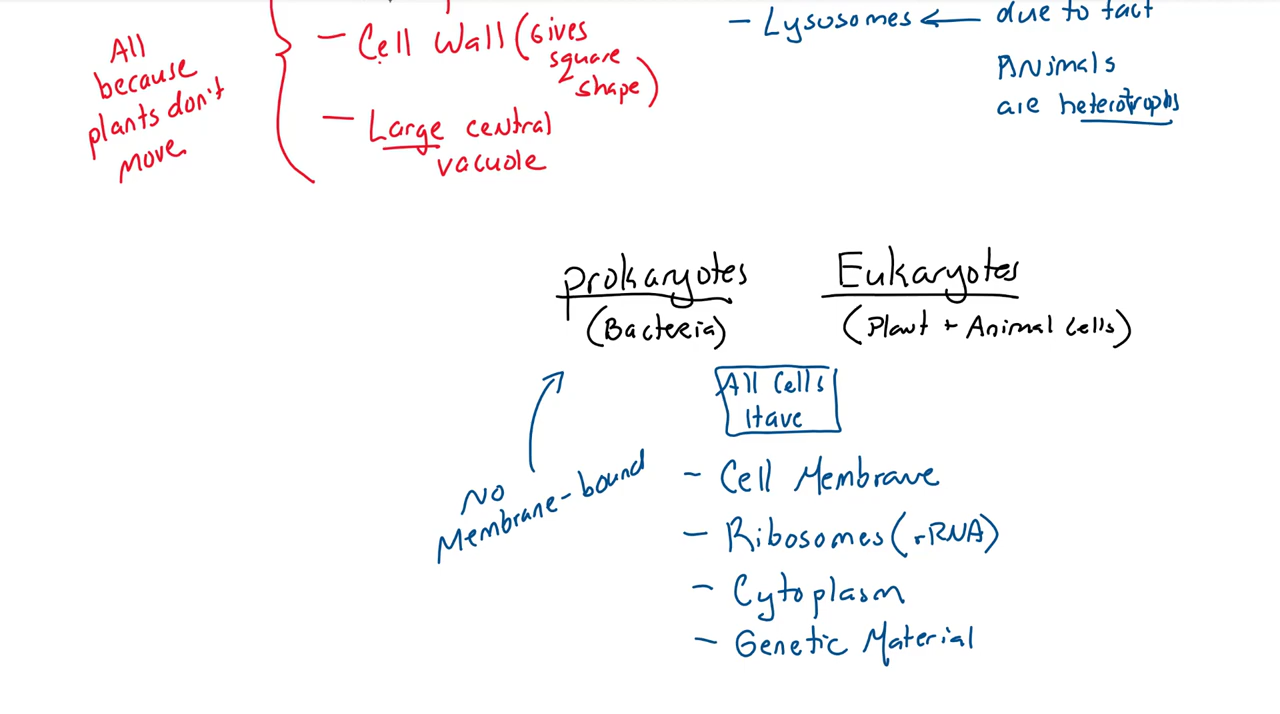 All
because
plants don't
move
- Cell Wall (Gives
square
shape)
- Large central
vacuole
- Lysusomes ← due to fact
Animals
are heterotrophs
Prokaryotes
(Bacteria)
Eukaryotes
(Plant + Animal Cells)
All Cells
Have
NO
Membrane-bound
- Cell Membrane
- Ribosomes (rRNA)
- Cytoplasm
- Genetic Material